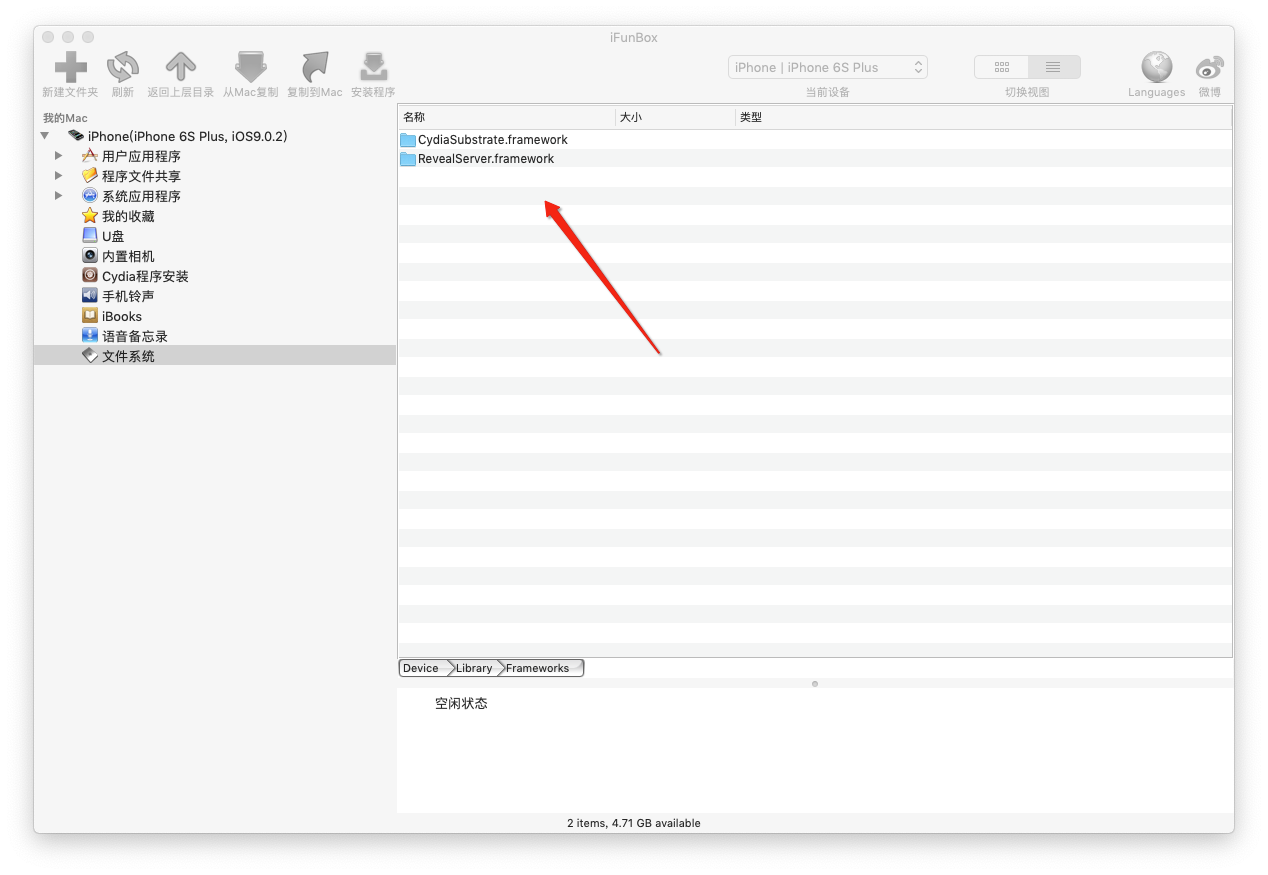 iFunBox
新建文件夹 刷新 返回上层目录 从Mac复制 复制到Mac 安装程序
iPhone | iPhone 6S Plus
当前设备 切换视图 Languages 微博
我的Mac
iPhone(iPhone 6S Plus, iOS9.0.2)
用户应用程序
程序文件共享
系统应用程序
我的收藏
U盘
内置相机
Cydia程序安装
手机铃声
iBooks
语音备忘录
文件系统
名称 大小 类型
CydiaSubstrate.framework
RevealServer.framework
Device Library Frameworks
空闲状态
2 items, 4.71 GB available